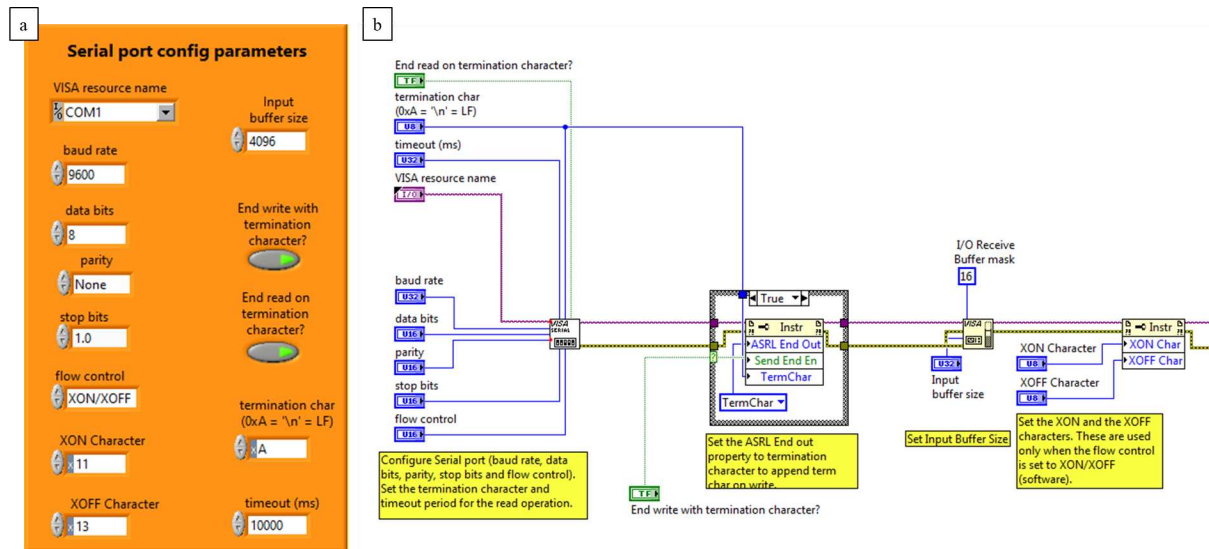 a
Serial port config parameters
VISA resource name
I/O COM1
baud rate
9600
data bits
8
parity
None
stop bits
1.0
flow control
XON/XOFF
XON Character
x 11
XOFF Character
x 13
Input
buffer size
4096
End write with
termination
character?
End read on
termination
character?
termination char
(0xA = '\n' = LF)
x A
timeout (ms)
10000
b
End read on termination character?
TF
termination char
(0xA = '\n' = LF)
U8
timeout (ms)
U32
VISA resource name
I/O
baud rate
U32
data bits
U16
parity
U16
stop bits
U16
flow control
U16
VISA
SERIAL
Configure Serial port (baud rate, data
bits, parity, stop bits and flow control).
Set the termination character and
timeout period for the read operation.
True
Instr
ASRL End Out
Send End En
TermChar
?
TermChar
Set the ASRL End out
property to termination
character to append term
char on write.
TF
End write with termination character?
I/O Receive
Buffer mask
16
VISA
U32
Input
buffer size
Set Input Buffer Size
Instr
XON Char
XOFF Char
XON Character
U8
XOFF Character
U8
Set the XON and the XOFF
characters. These are used
only when the flow control
is set to XON/XOFF
(software).